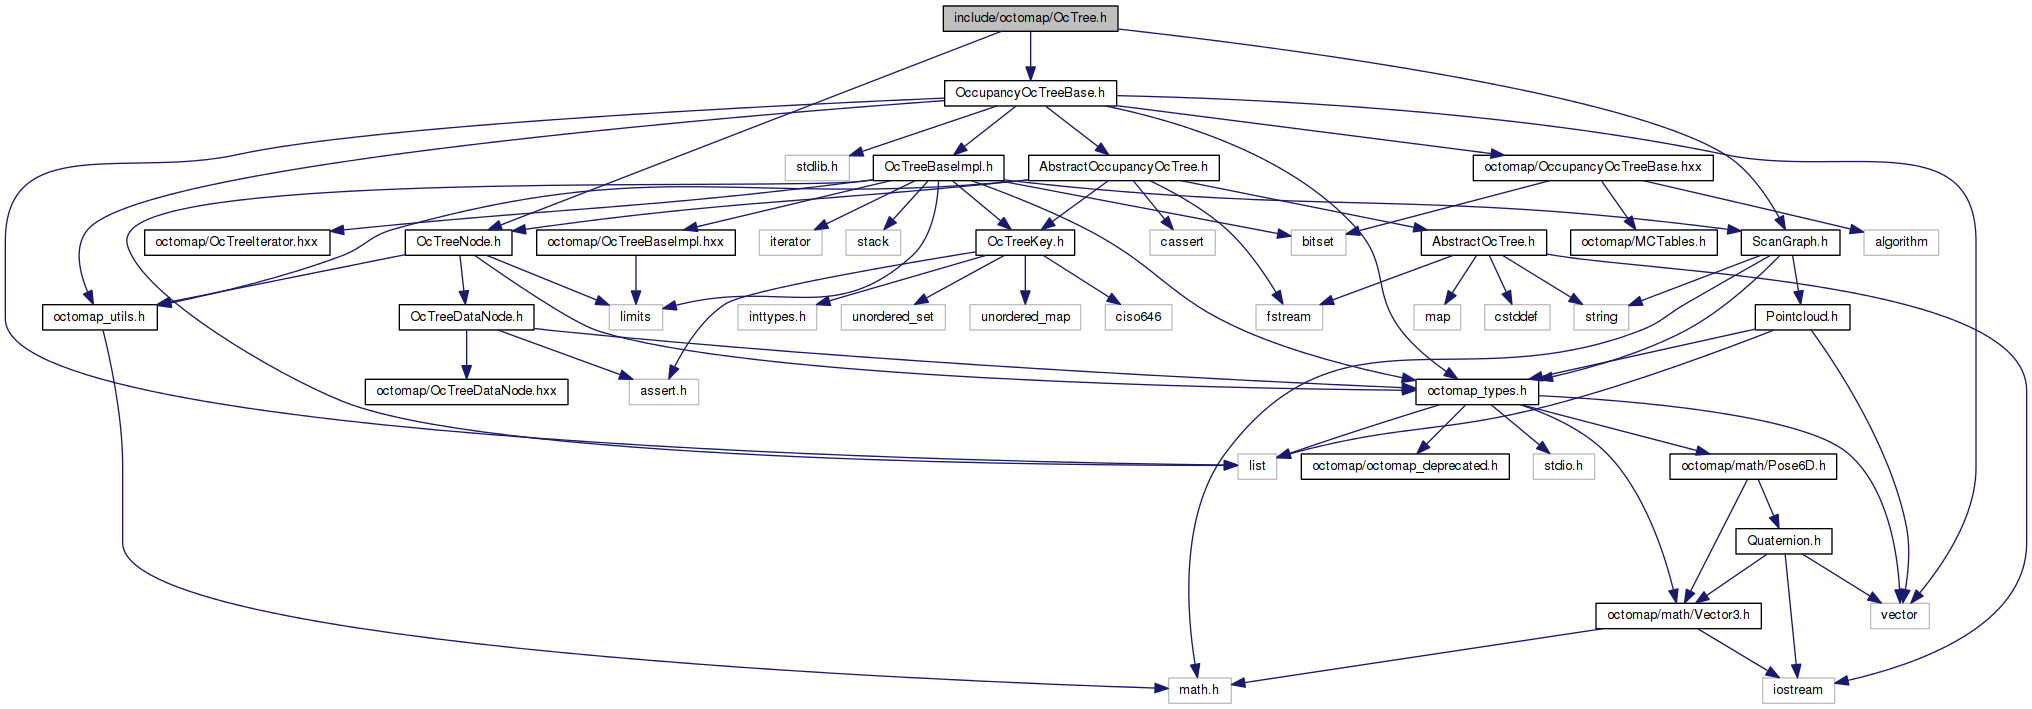 include/octomap/OcTree.h
OccupancyOcTreeBase.h
stdlib.h
OcTreeBaseImpl.h
AbstractOccupancyOcTree.h
octomap/OccupancyOcTreeBase.hxx
octomap/OcTreeIterator.hxx
OcTreeNode.h
octomap/OcTreeBaseImpl.hxx
iterator
stack
OcTreeKey.h
cassert
bitset
AbstractOcTree.h
octomap/MCTables.h
ScanGraph.h
algorithm
octomap_utils.h
OcTreeDataNode.h
limits
inttypes.h
unordered_set
unordered_map
ciso646
fstream
map
cstddef
string
Pointcloud.h
octomap/OcTreeDataNode.hxx
assert.h
octomap_types.h
list
octomap/octomap_deprecated.h
stdio.h
octomap/math/Pose6D.h
Quaternion.h
octomap/math/Vector3.h
vector
math.h
iostream